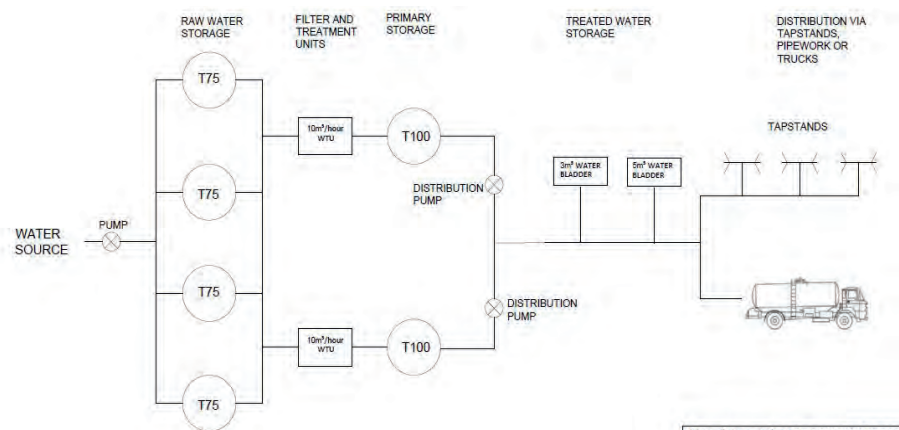 RAW WATER
STORAGE
FILTER AND
TREATMENT
UNITS
PRIMARY
STORAGE
TREATED WATER
STORAGE
DISTRIBUTION VIA
TAPSTANDS,
PIPEWORK OR
TRUCKS
T75
10m³/hour
WTU
T100
TAPSTANDS
3m³ WATER
BLADDER
5m³ WATER
BLADDER
DISTRIBUTION
PUMP
T75
PUMP
WATER
SOURCE
T75
DISTRIBUTION
PUMP
10m³/hour
WTU
T100
T75